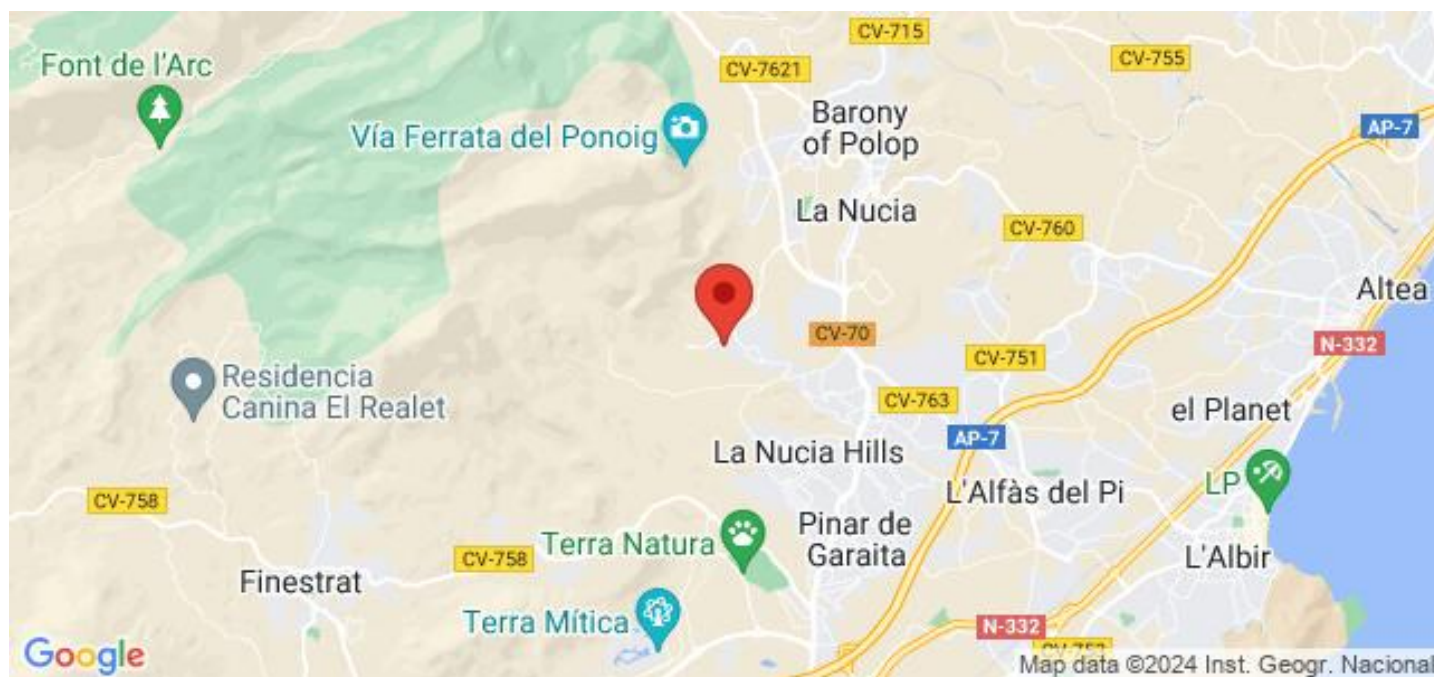 CV-715
Font de l'Arc
CV-755
CV-7621
Barony
of Polop
AP-7
Vía Ferrata del Ponoig
La Nucia
CV-760
Altea
CV-70
N-332
CV-751
Residencia
Canina El Realet
CV-763
el Planet
AP-7
La Nucia Hills
LP
L'Alfàs del Pi
CV-758
Pinar de
Garaita
Terra Natura
L'Albir
CV-758
Finestrat
Terra Mítica
N-332
Google
Map data ©2024 Inst. Geogr. Nacional